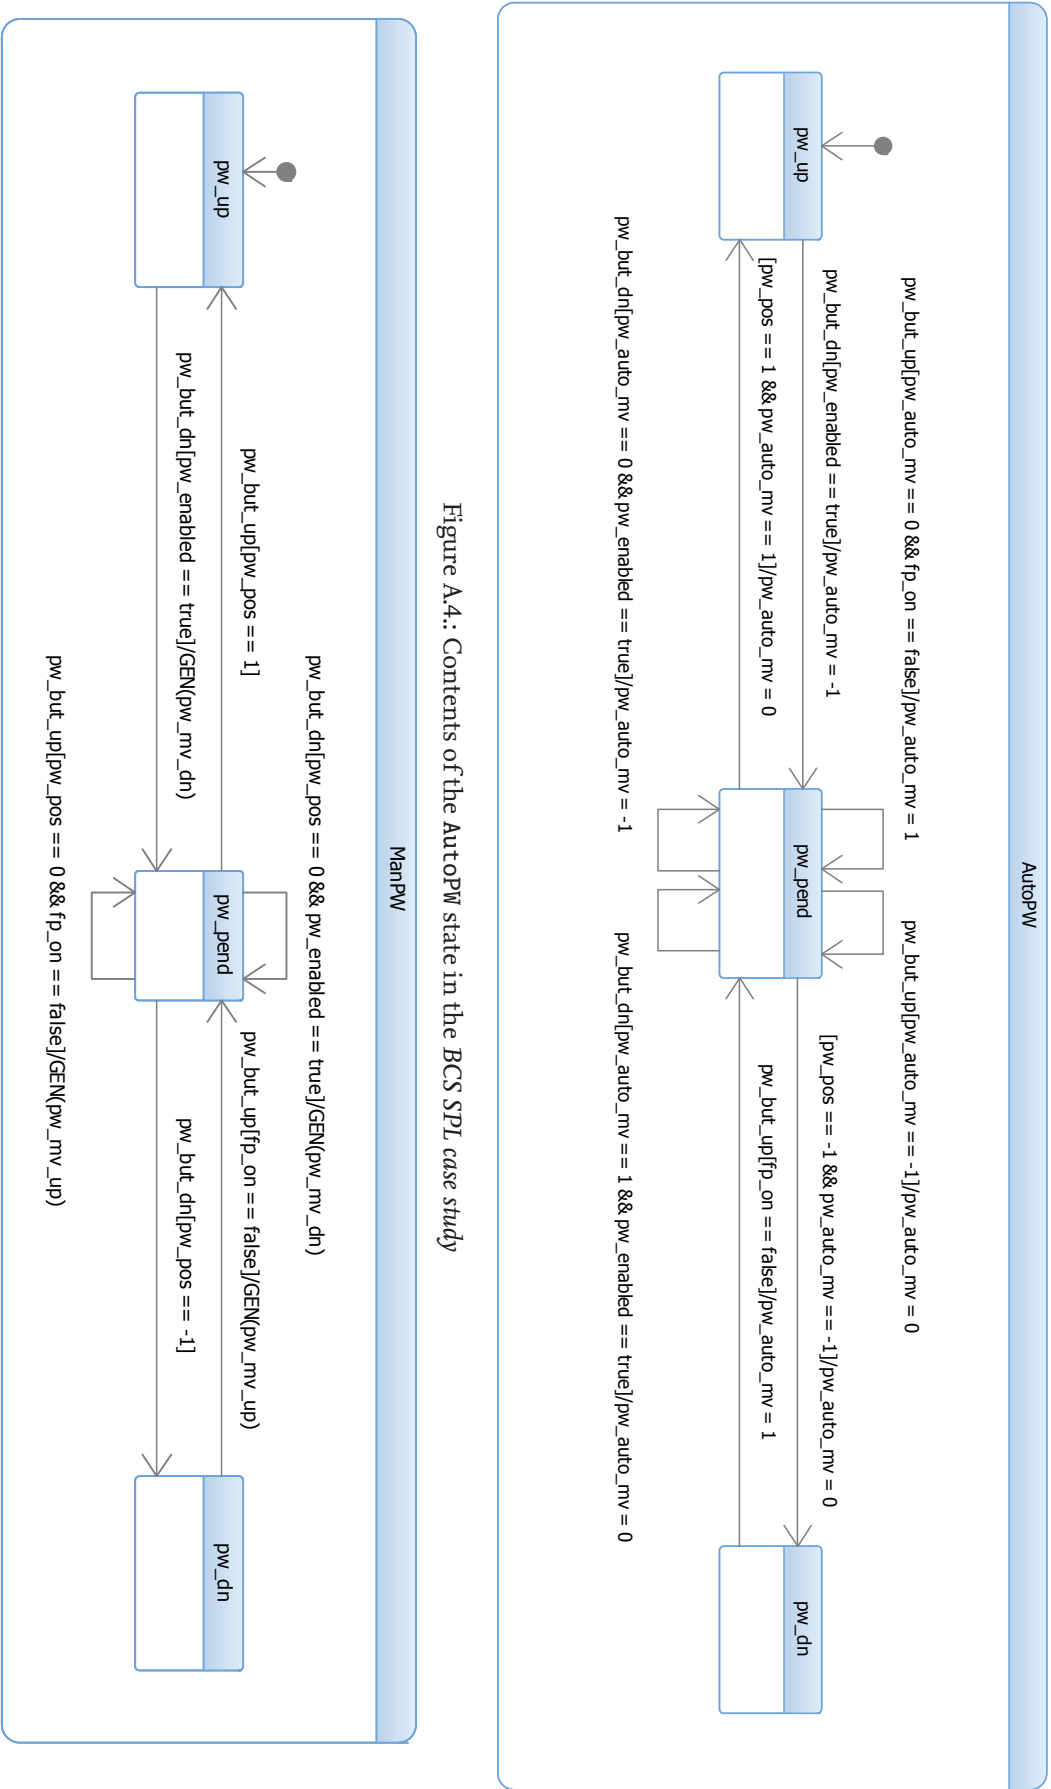 AutoPW
pw_but_up[pw_auto_mv == 0 && fp_on == false]/pw_auto_mv = 1
pw_but_up[pw_auto_mv == -1]/pw_auto_mv = 0
pw_but_dn[pw_enabled == true]/pw_auto_mv = -1
[pw_pos == -1 && pw_auto_mv == -1]/pw_auto_mv = 0
pw_up
pw_pend
pw_dn
[pw_pos == 1 && pw_auto_mv == 1]/pw_auto_mv = 0
pw_but_up[fp_on == false]/pw_auto_mv = 1
pw_but_dn[pw_auto_mv == 0 && pw_enabled == true]/pw_auto_mv = -1
pw_but_dn[pw_auto_mv == 1 && pw_enabled == true]/pw_auto_mv = 0
Figure A.4.: Contents of the AutoPW state in the BCS SPL case study
ManPW
pw_but_dn[pw_pos == 0 && pw_enabled == true]/GEN(pw_mv_dn)
pw_but_up[pw_pos == 1]
pw_but_up[fp_on == false]/GEN(pw_mv_up)
pw_up
pw_pend
pw_dn
pw_but_dn[pw_enabled == true]/GEN(pw_mv_dn)
pw_but_dn[pw_pos == -1]
pw_but_up[pw_pos == 0 && fp_on == false]/GEN(pw_mv_up)